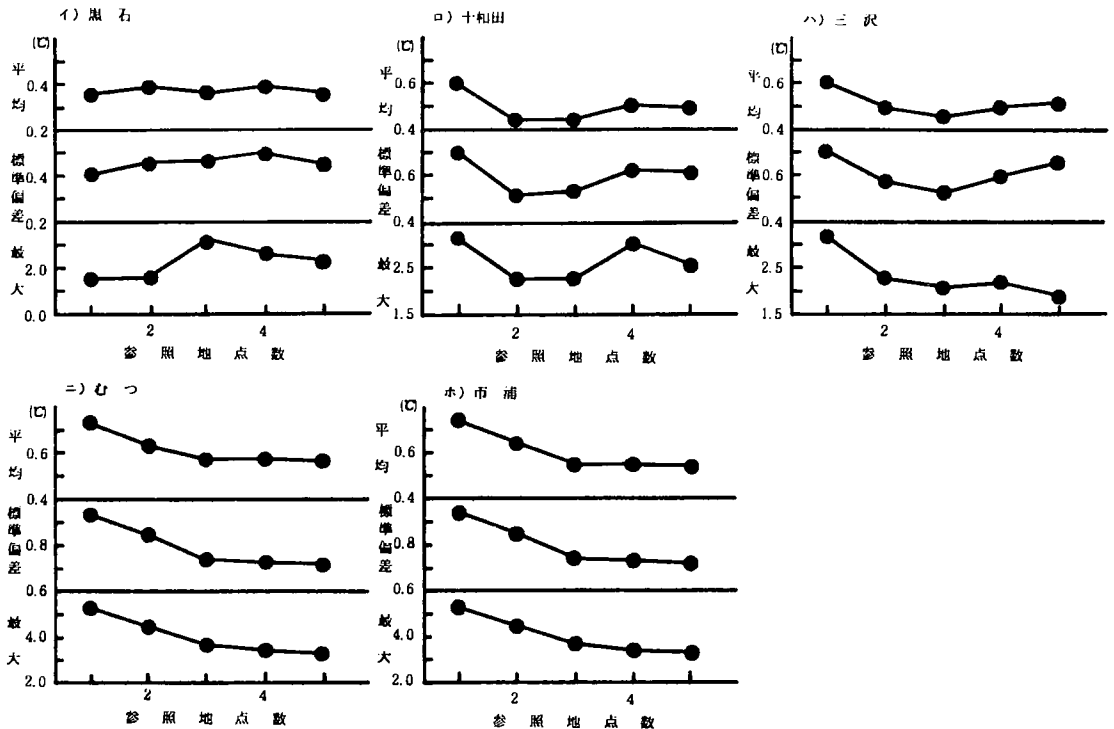 イ) 黒 石
(℃)
平 均
0.4
0.2
標 準 偏 差
0.4
0.2
最 大
2.0
0.0
2 4
参 照 地 点 数
ロ) 十和田
(℃)
平 均
0.6
0.4
標 準 偏 差
0.6
0.4
最 大
2.5
1.5
2 4
参 照 地 点 数
ハ) 三 沢
(℃)
平 均
0.6
0.4
標 準 偏 差
0.6
0.4
最 大
2.5
1.5
2 4
参 照 地 点 数
ニ) む つ
(℃)
平 均
0.6
0.4
標 準 偏 差
0.8
0.6
最 大
4.0
2.0
2 4
参 照 地 点 数
ホ) 市 浦
(℃)
平 均
0.6
0.4
標 準 偏 差
0.8
0.6
最 大
4.0
2.0
2 4
参 照 地 点 数